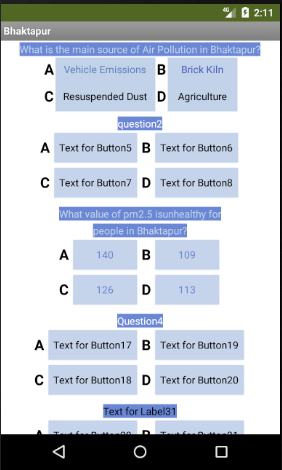 4G 2:11
Bhaktapur
What is the main source of Air Pollution in Bhaktapur?
A Vehicle Emissions B Brick Kiln
C Resuspended Dust D Agriculture
question2
A Text for Button5 B Text for Button6
C Text for Button7 D Text for Button8
What value of pm2.5 isunhealthy for
people in Bhaktapur?
A 140 B 109
C 126 D 113
Question4
A Text for Button17 B Text for Button19
C Text for Button18 D Text for Button20
Text for Label31